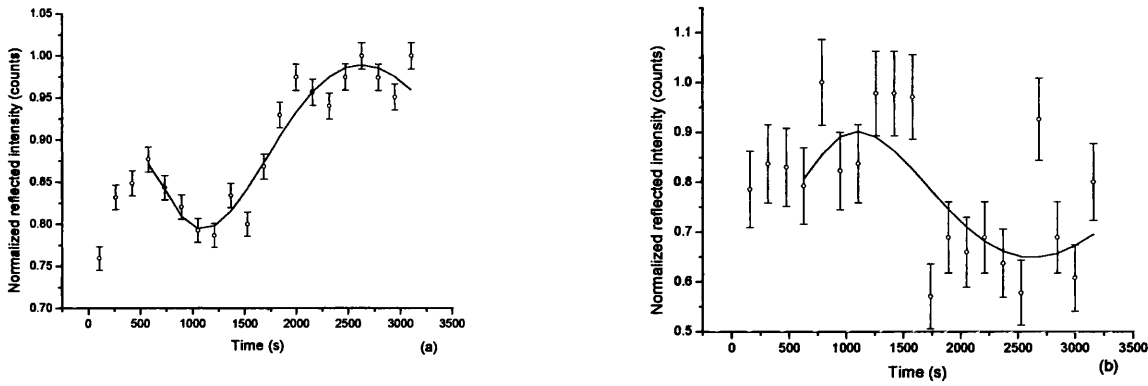 Normalized reflected intensity (counts)
1.05
1.00
0.95
0.90
0.85
0.80
0.75
0.70
0 500 1000 1500 2000 2500 3000 3500
Time (s)
(a)
Normalized reflected intensity (counts)
1.1
1.0
0.9
0.8
0.7
0.6
0.5
0 500 1000 1500 2000 2500 3000 3500
Time (s)
(b)